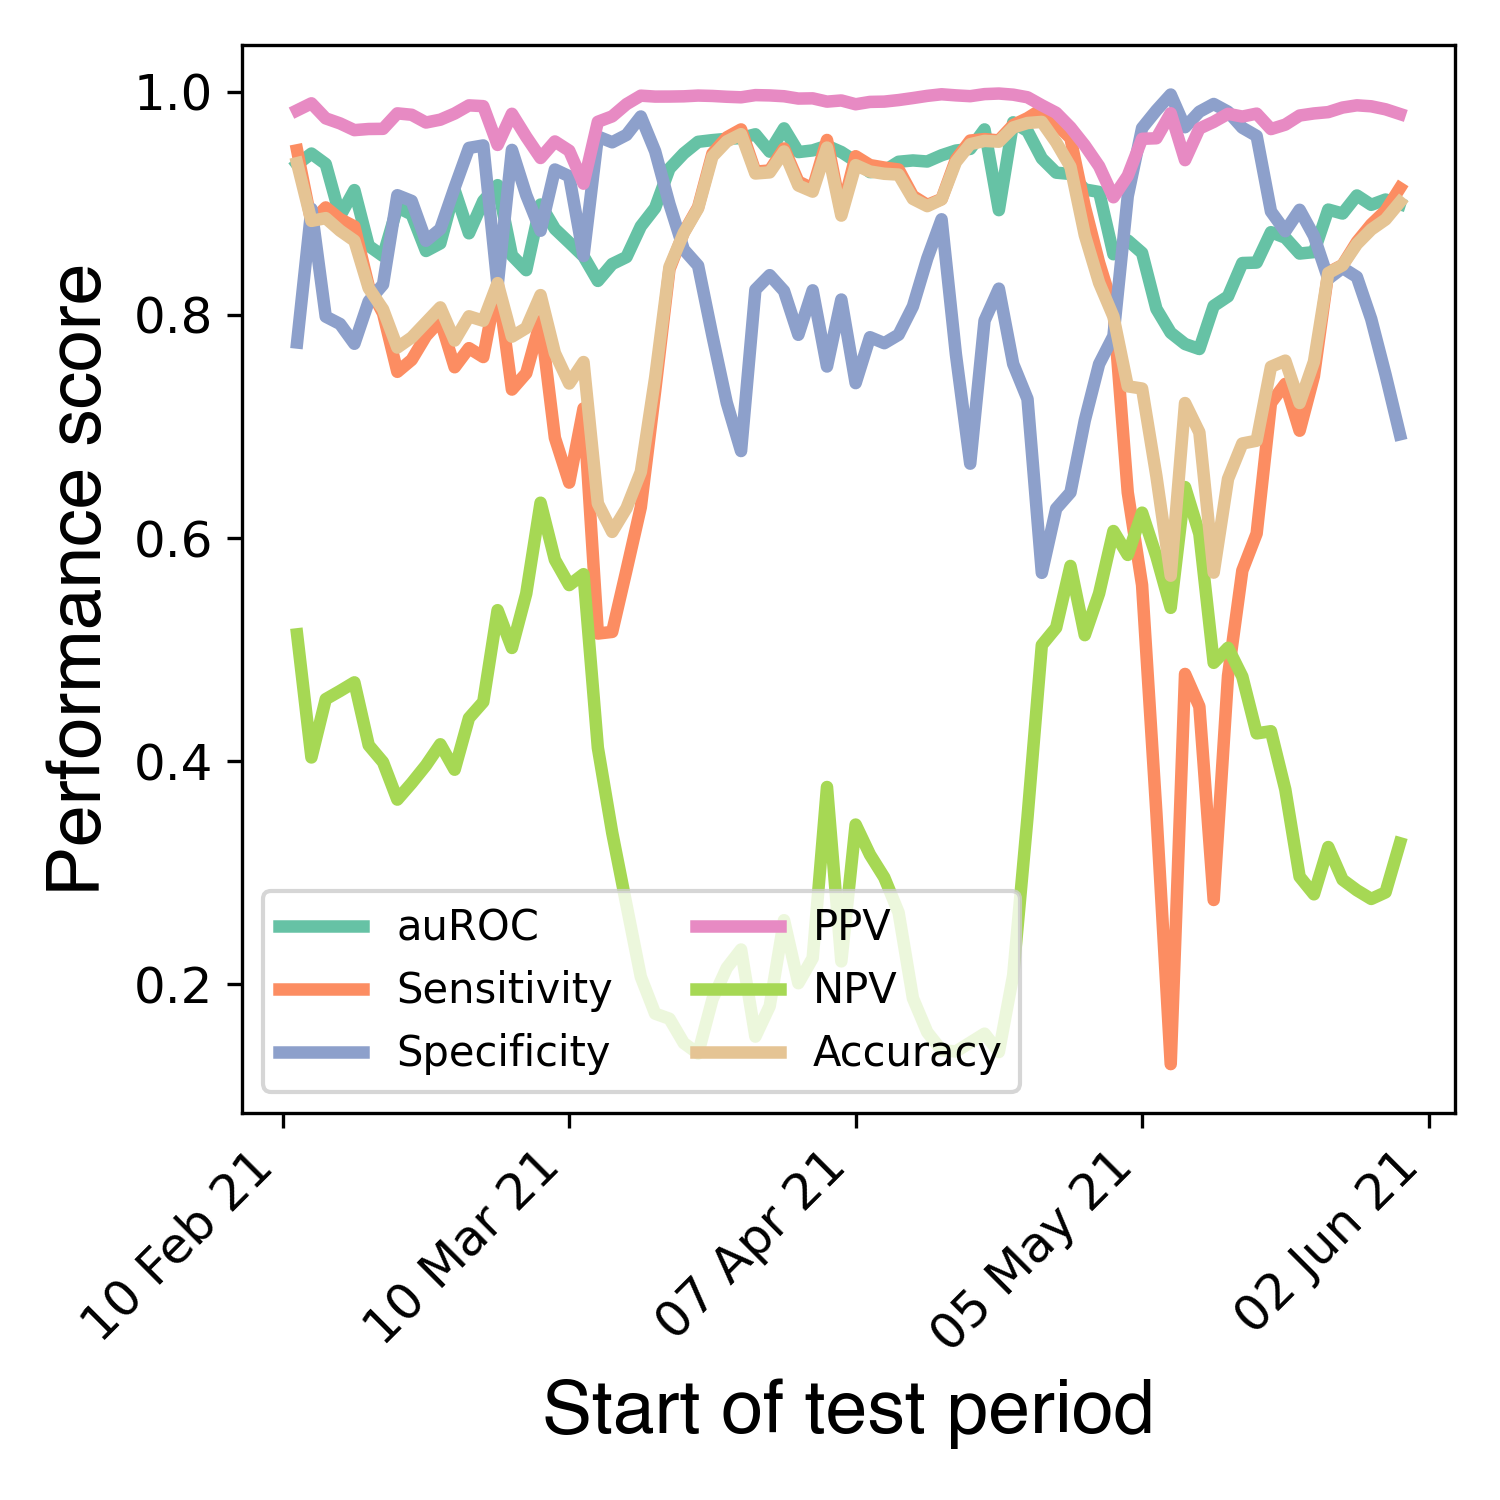 Performance score
1.0
0.8
0.6
0.4
0.2
auROC
Sensitivity
Specificity
PPV
NPV
Accuracy
10 Feb 21
10 Mar 21
07 Apr 21
05 May 21
02 Jun 21
Start of test period